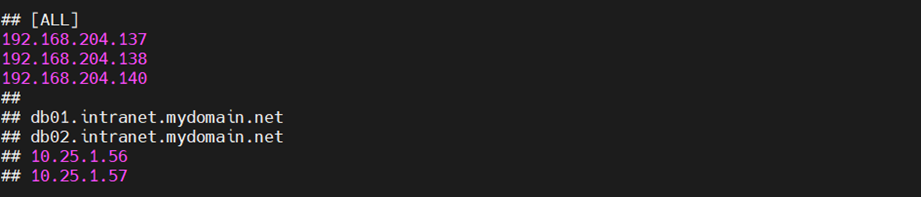 ## [ALL]
192.168.204.137
192.168.204.138
192.168.204.140
##
## db01.intranet.mydomain.net
## db02.intranet.mydomain.net
## 10.25.1.56
## 10.25.1.57